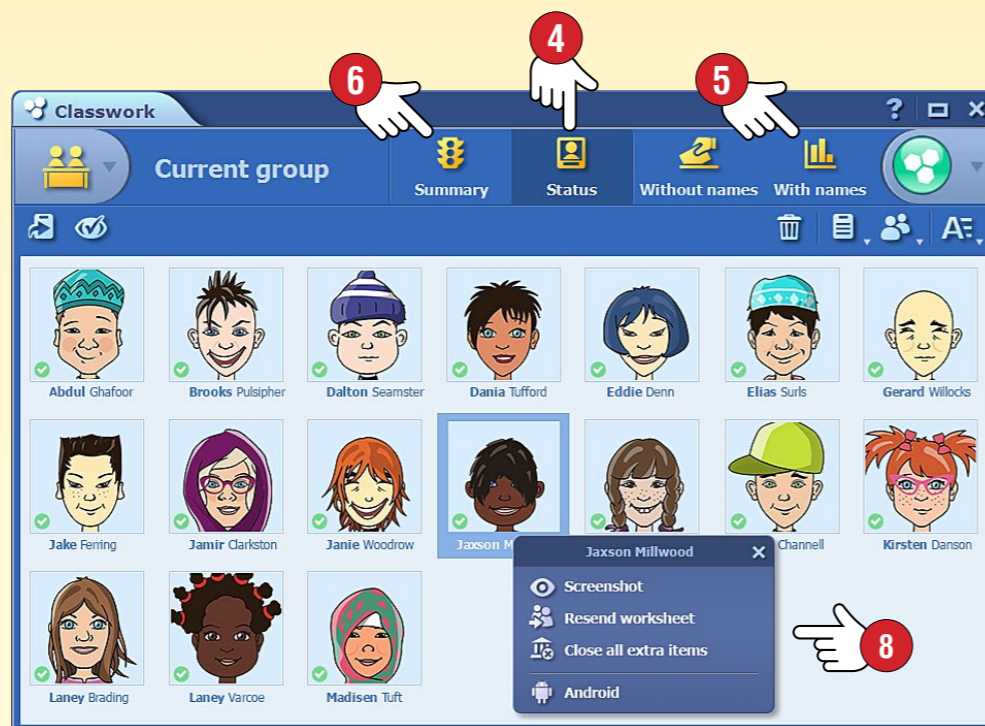 4
6
5
Classwork
?
Current group
Summary
Status
Without names
With names
A
Abdul Ghafoor
Brooks Pulsipher
Dalton Seamster
Dania Tufford
Eddie Denn
Elias Surls
Gerard Willocks
Jake Ferring
Jamir Clarkston
Janie Woodrow
Jaxson M
Channell
Kirsten Danson
Jaxson Millwood
Screenshot
Resend worksheet
Close all extra items
Android
8
Laney Brading
Laney Varcoe
Madisen Tuft